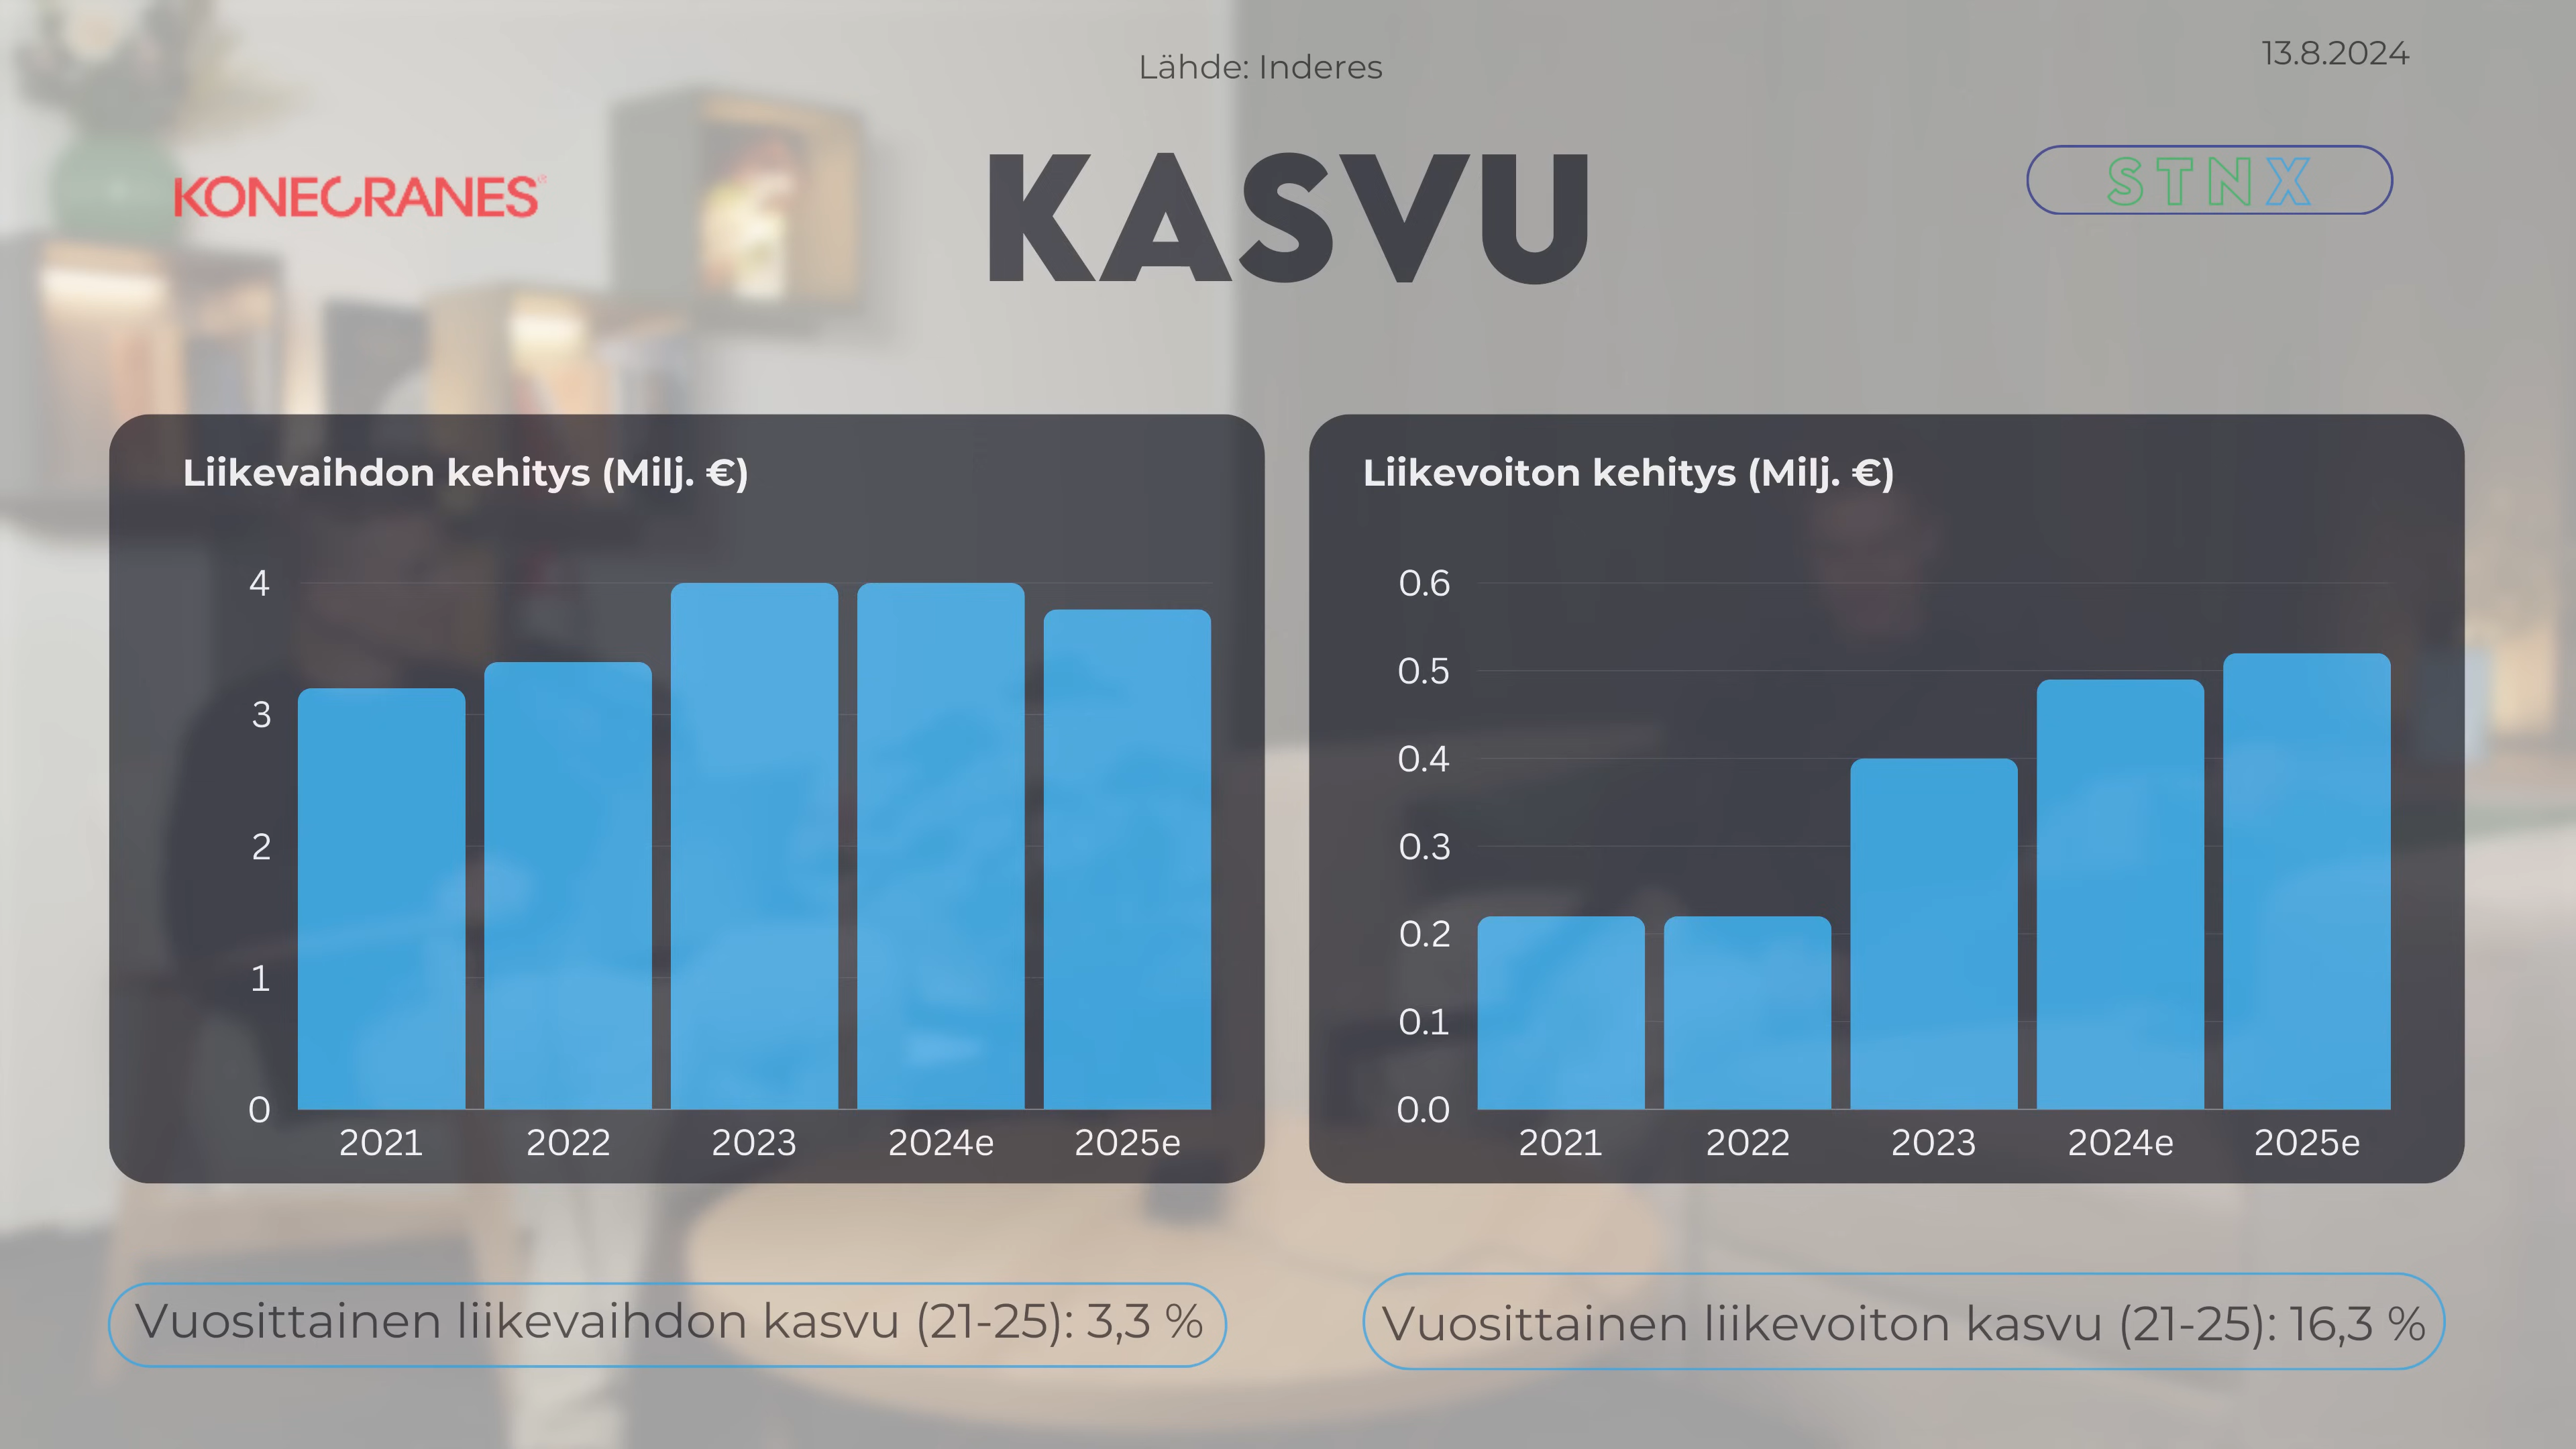 Lähde: Inderes
13.8.2024
KONECRANES®
KASVU
STNX
Liikevaihdon kehitys (Milj. €)
4
3
2
1
0
2021 2022 2023 2024e 2025e
Liikevoiton kehitys (Milj. €)
0.6
0.5
0.4
0.3
0.2
0.1
0.0
2021 2022 2023 2024e 2025e
Vuosittainen liikevaihdon kasvu (21-25): 3,3 %
Vuosittainen liikevoiton kasvu (21-25): 16,3 %